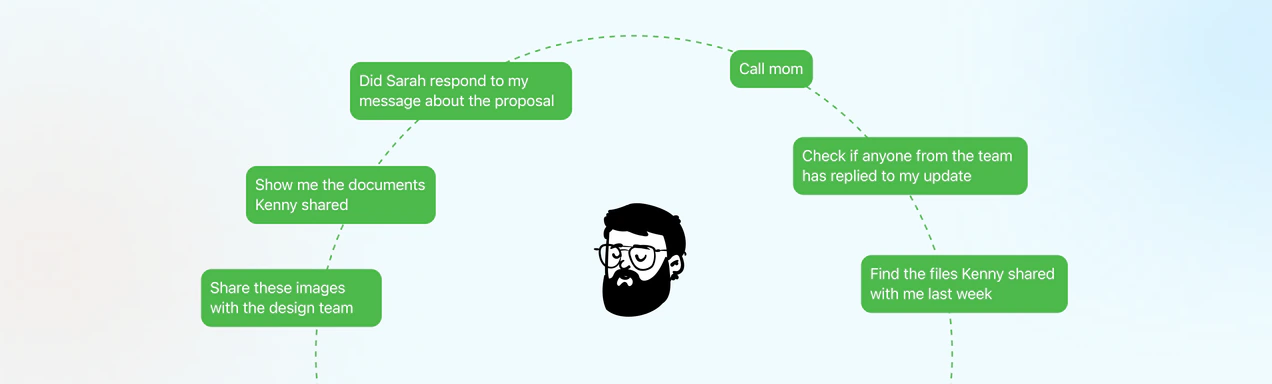 Did Sarah respond to my
message about the proposal
Call mom
Show me the documents
Kenny shared
Check if anyone from the team
has replied to my update
Share these images
with the design team
Find the files Kenny shared
with me last week